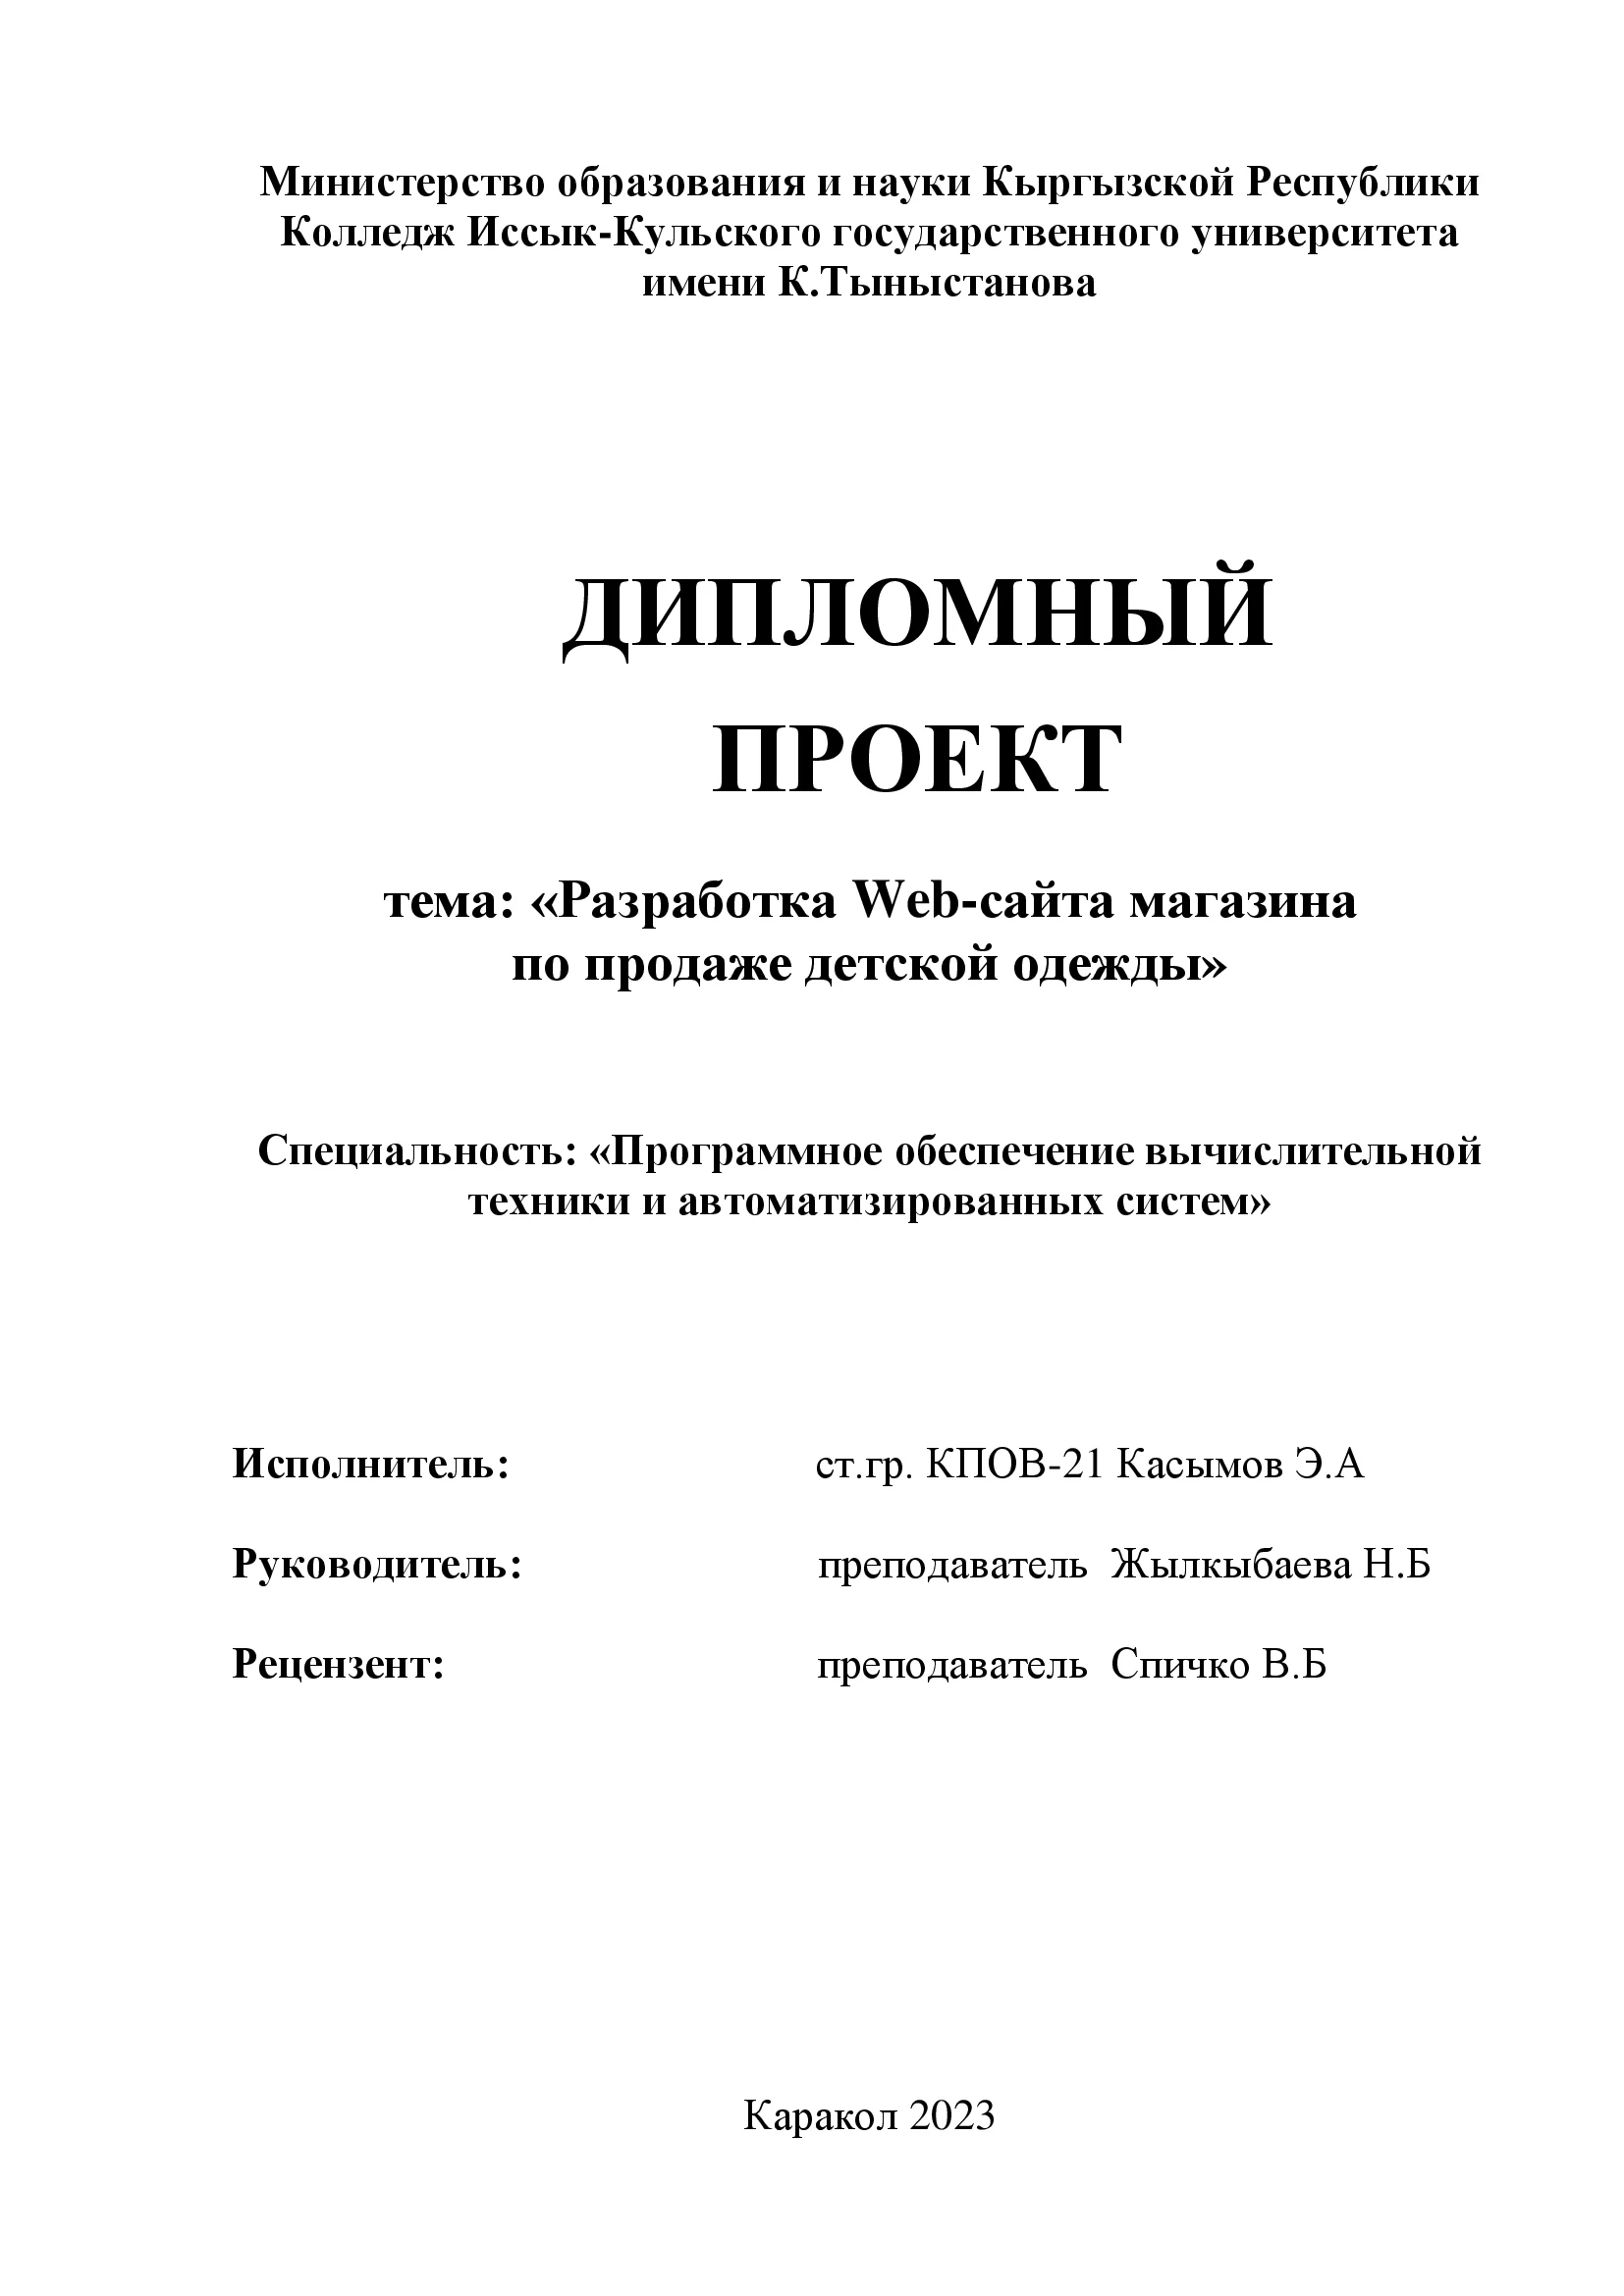 Министерство образования и науки Кыргызской Республики
Колледж Иссык-Кульского государственного университета
имени К.Тыныстанова
ДИПЛОМНЫЙ
ПРОЕКТ
тема: «Разработка Web-сайта магазина
по продаже детской одежды»
Специальность: «Программное обеспечение вычислительной
техники и автоматизированных систем»
Исполнитель: ст.гр. КПОВ-21 Касымов Э.А
Руководитель: преподаватель Жылкыбаева Н.Б
Рецензент: преподаватель Спичко В.Б
Каракол 2023